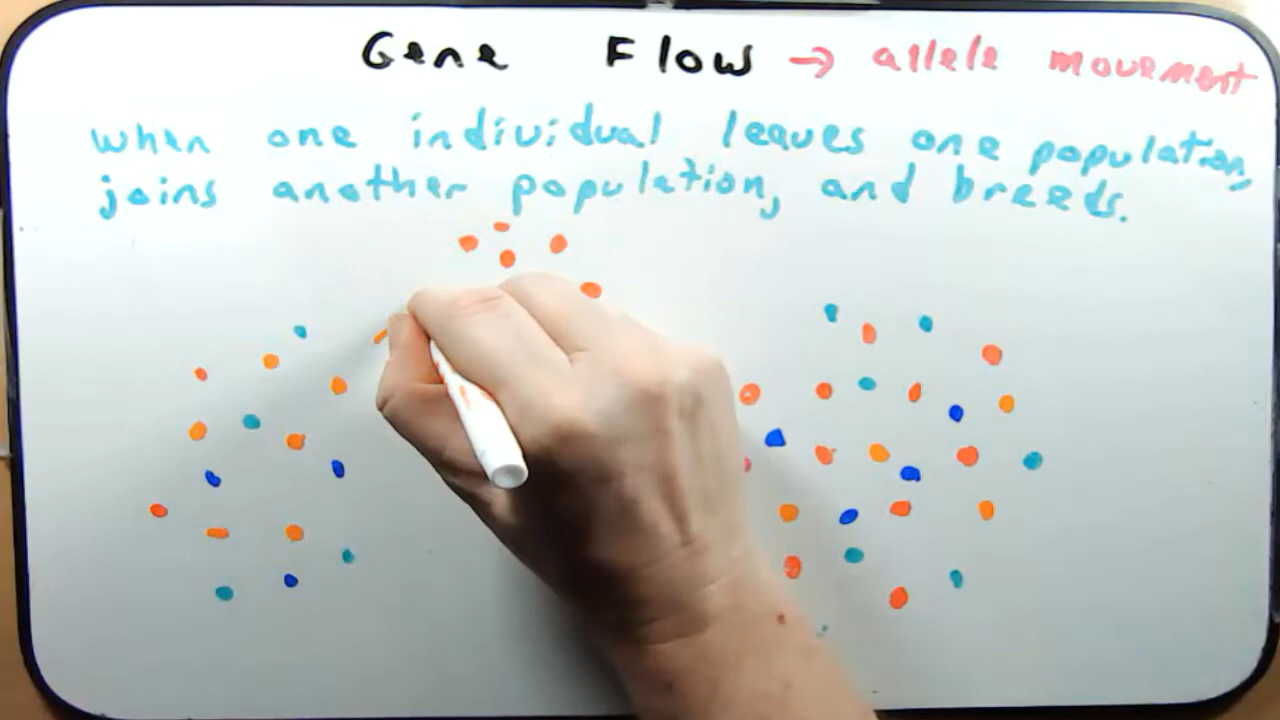 Gene Flow → allele movement
when one individual leaves one population,
joins another population, and breeds.